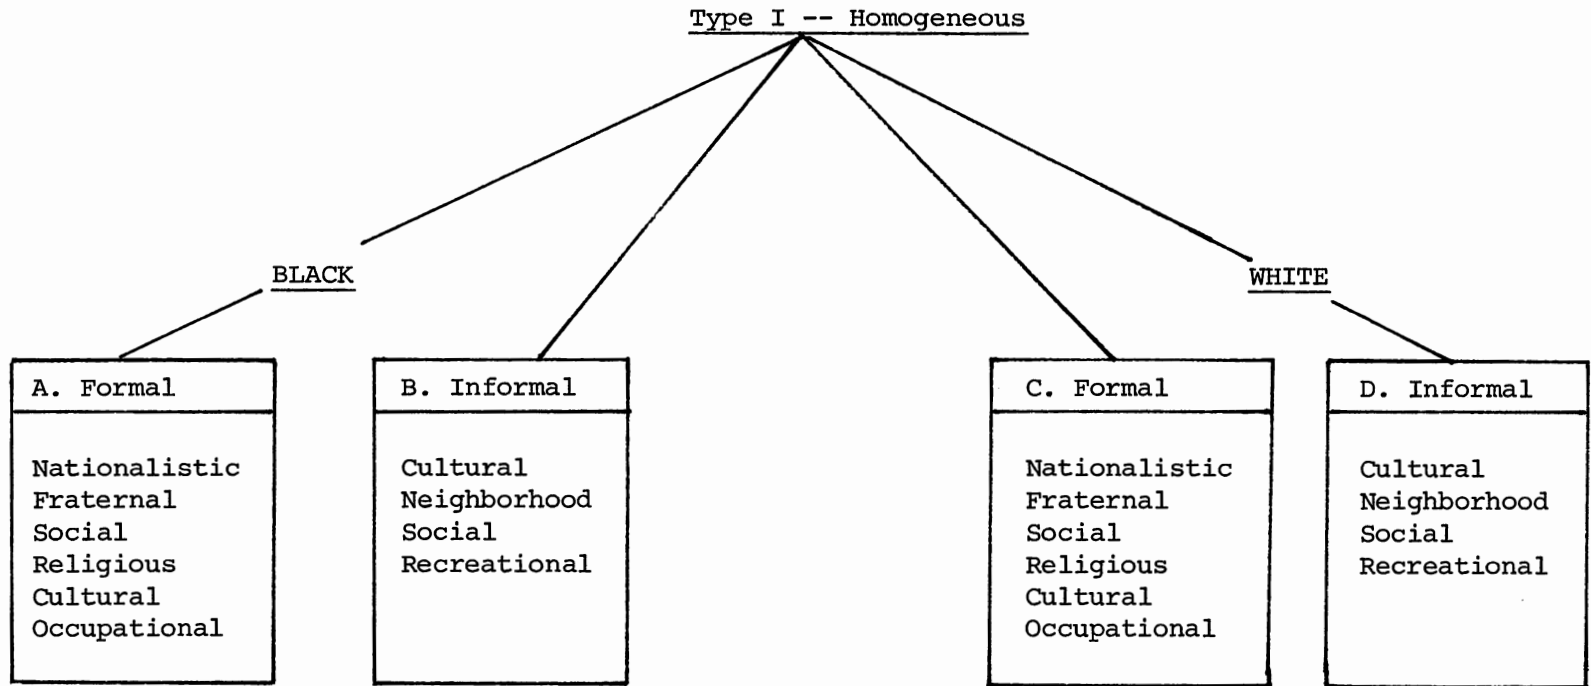 Type I -- Homogeneous
BLACK
WHITE
A. Formal
Nationalistic
Fraternal
Social
Religious
Cultural
Occupational
B. Informal
Cultural
Neighborhood
Social
Recreational
C. Formal
Nationalistic
Fraternal
Social
Religious
Cultural
Occupational
D. Informal
Cultural
Neighborhood
Social
Recreational